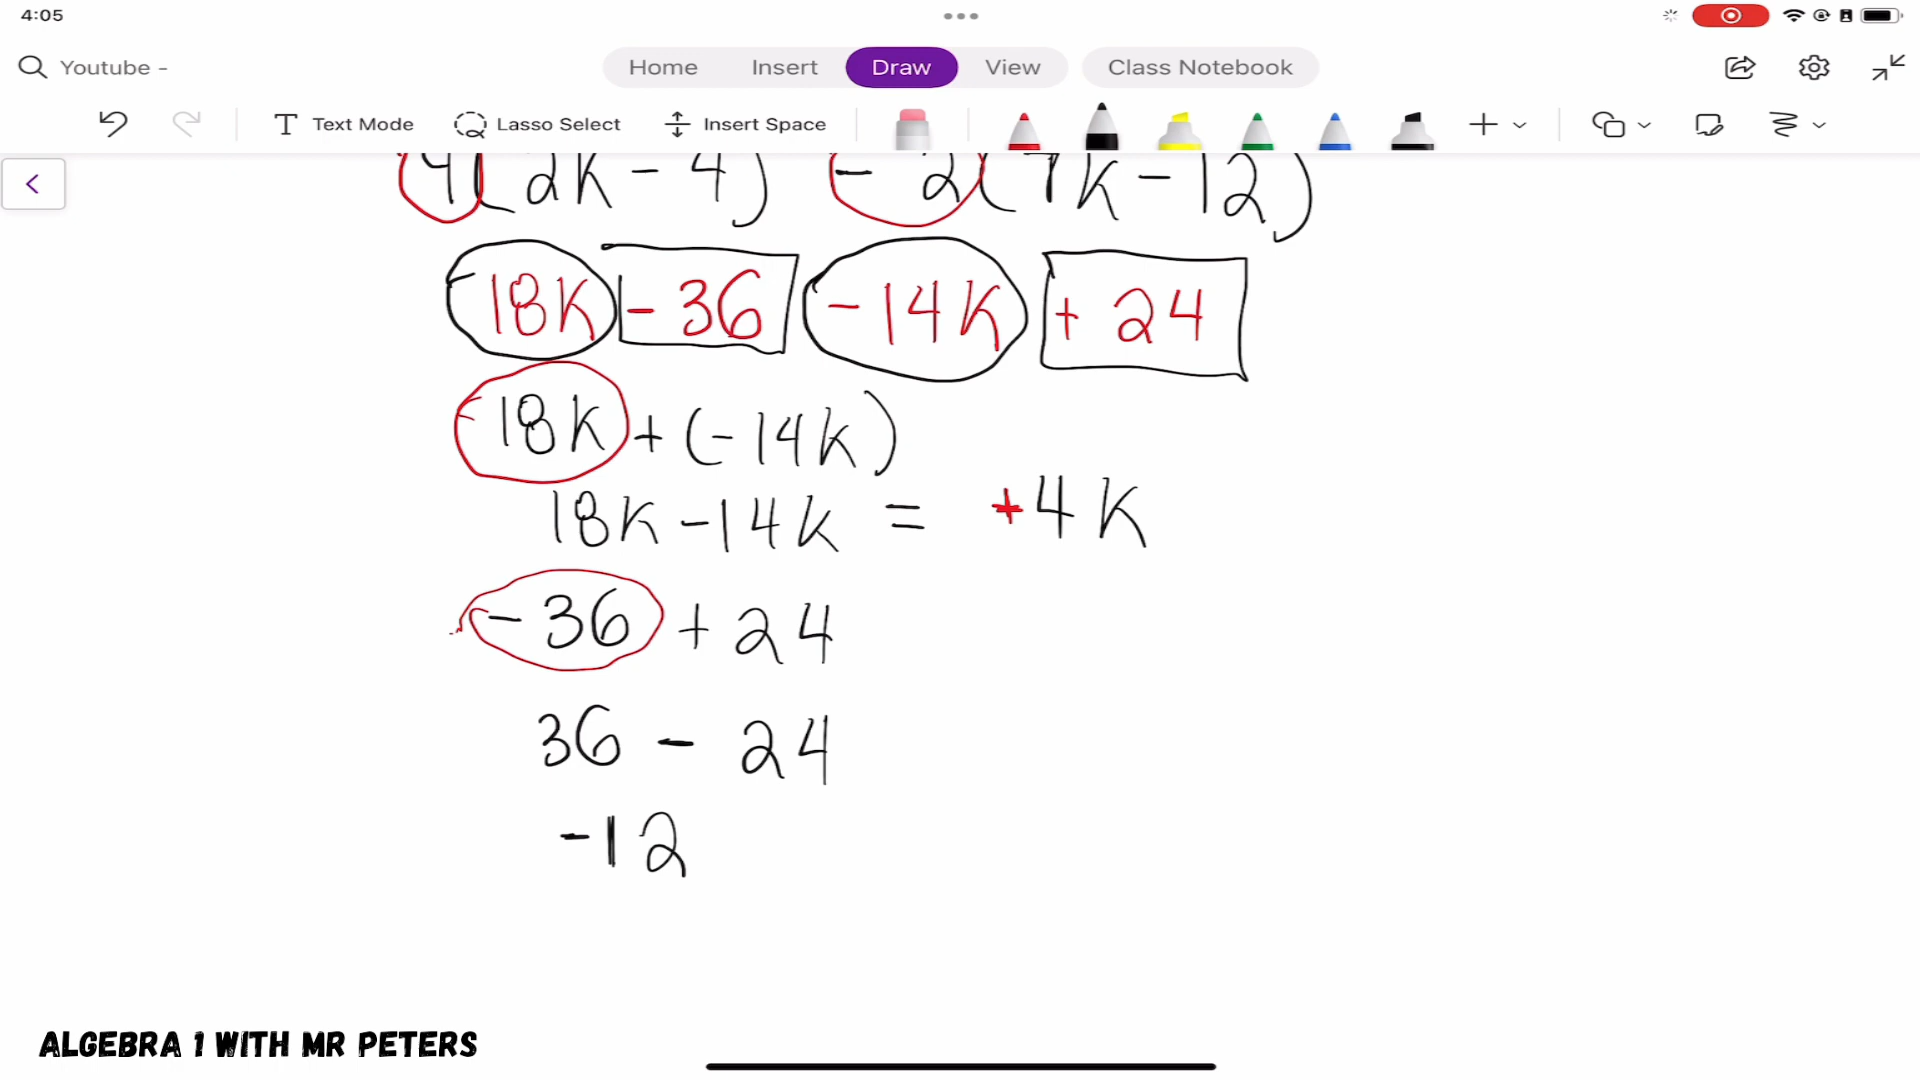 4:05
Youtube -
Home Insert Draw View Class Notebook
Text Mode Lasso Select Insert Space
(2k - 4) - 2(7k - 12)
18k - 36 - 14k + 24
18k + (-14k)
18k - 14k = +4k
- 36 + 24
36 - 24
-12
ALGEBRA 1 WITH MR PETERS